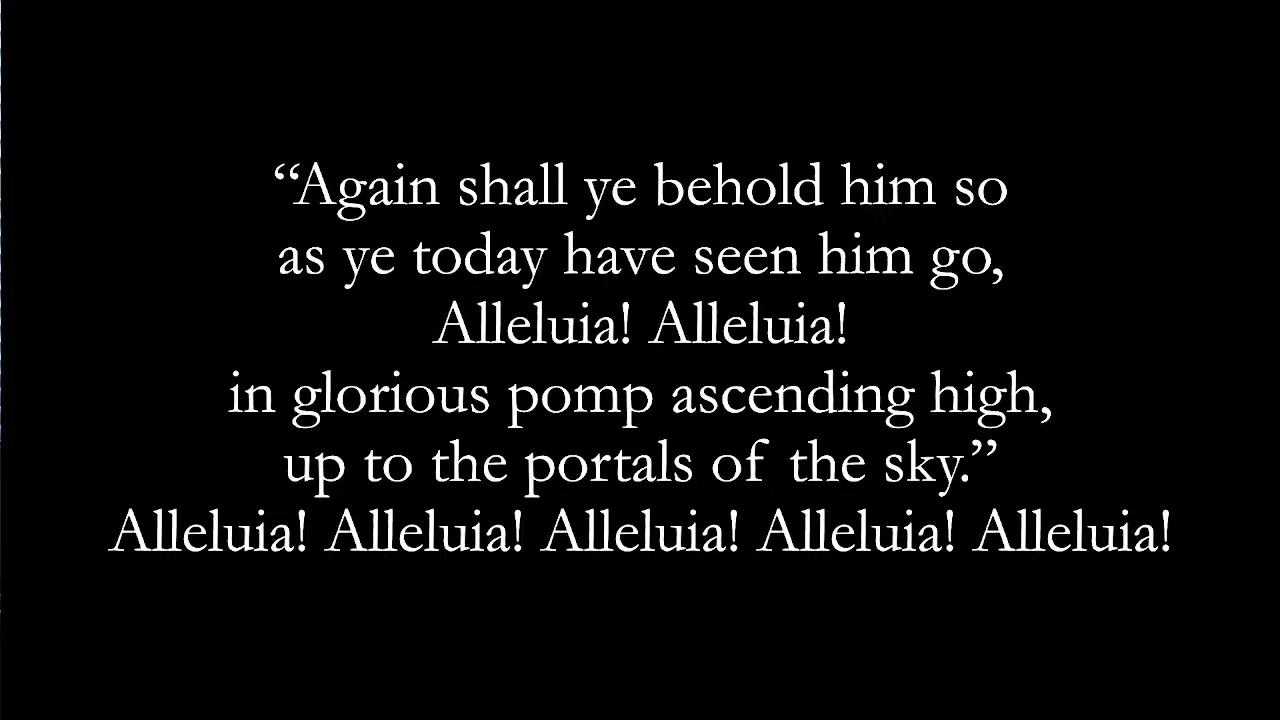 “Again shall ye behold him so
as ye today have seen him go,
Alleluia! Alleluia!
in glorious pomp ascending high,
up to the portals of the sky.”
Alleluia! Alleluia! Alleluia! Alleluia! Alleluia!